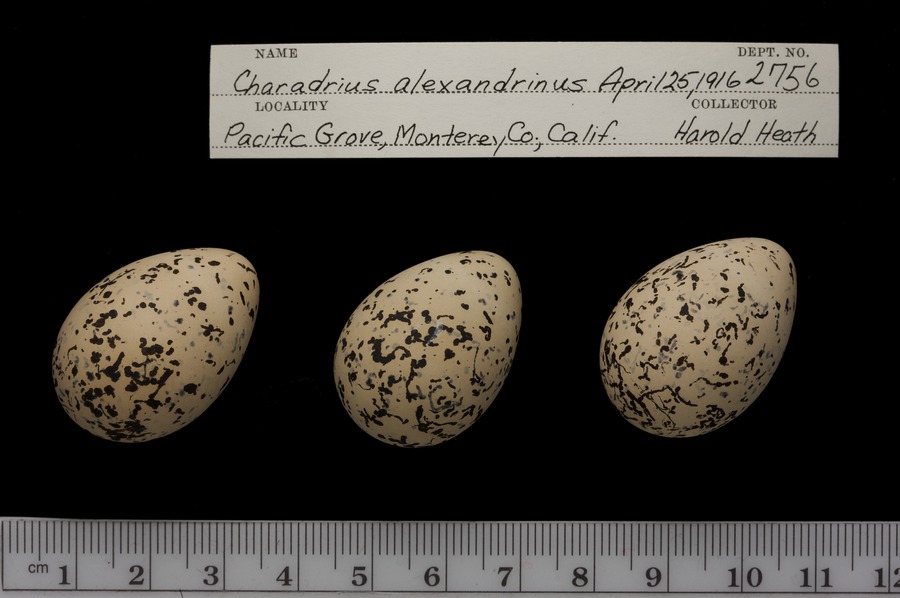 NAME DEPT. NO.
Charadrius alexandrinus April 25, 1916 2756
LOCALITY COLLECTOR
Pacific Grove, Monterey Co., Calif. Harold Heath
cm 1 2 3 4 5 6 7 8 9 10 11 12